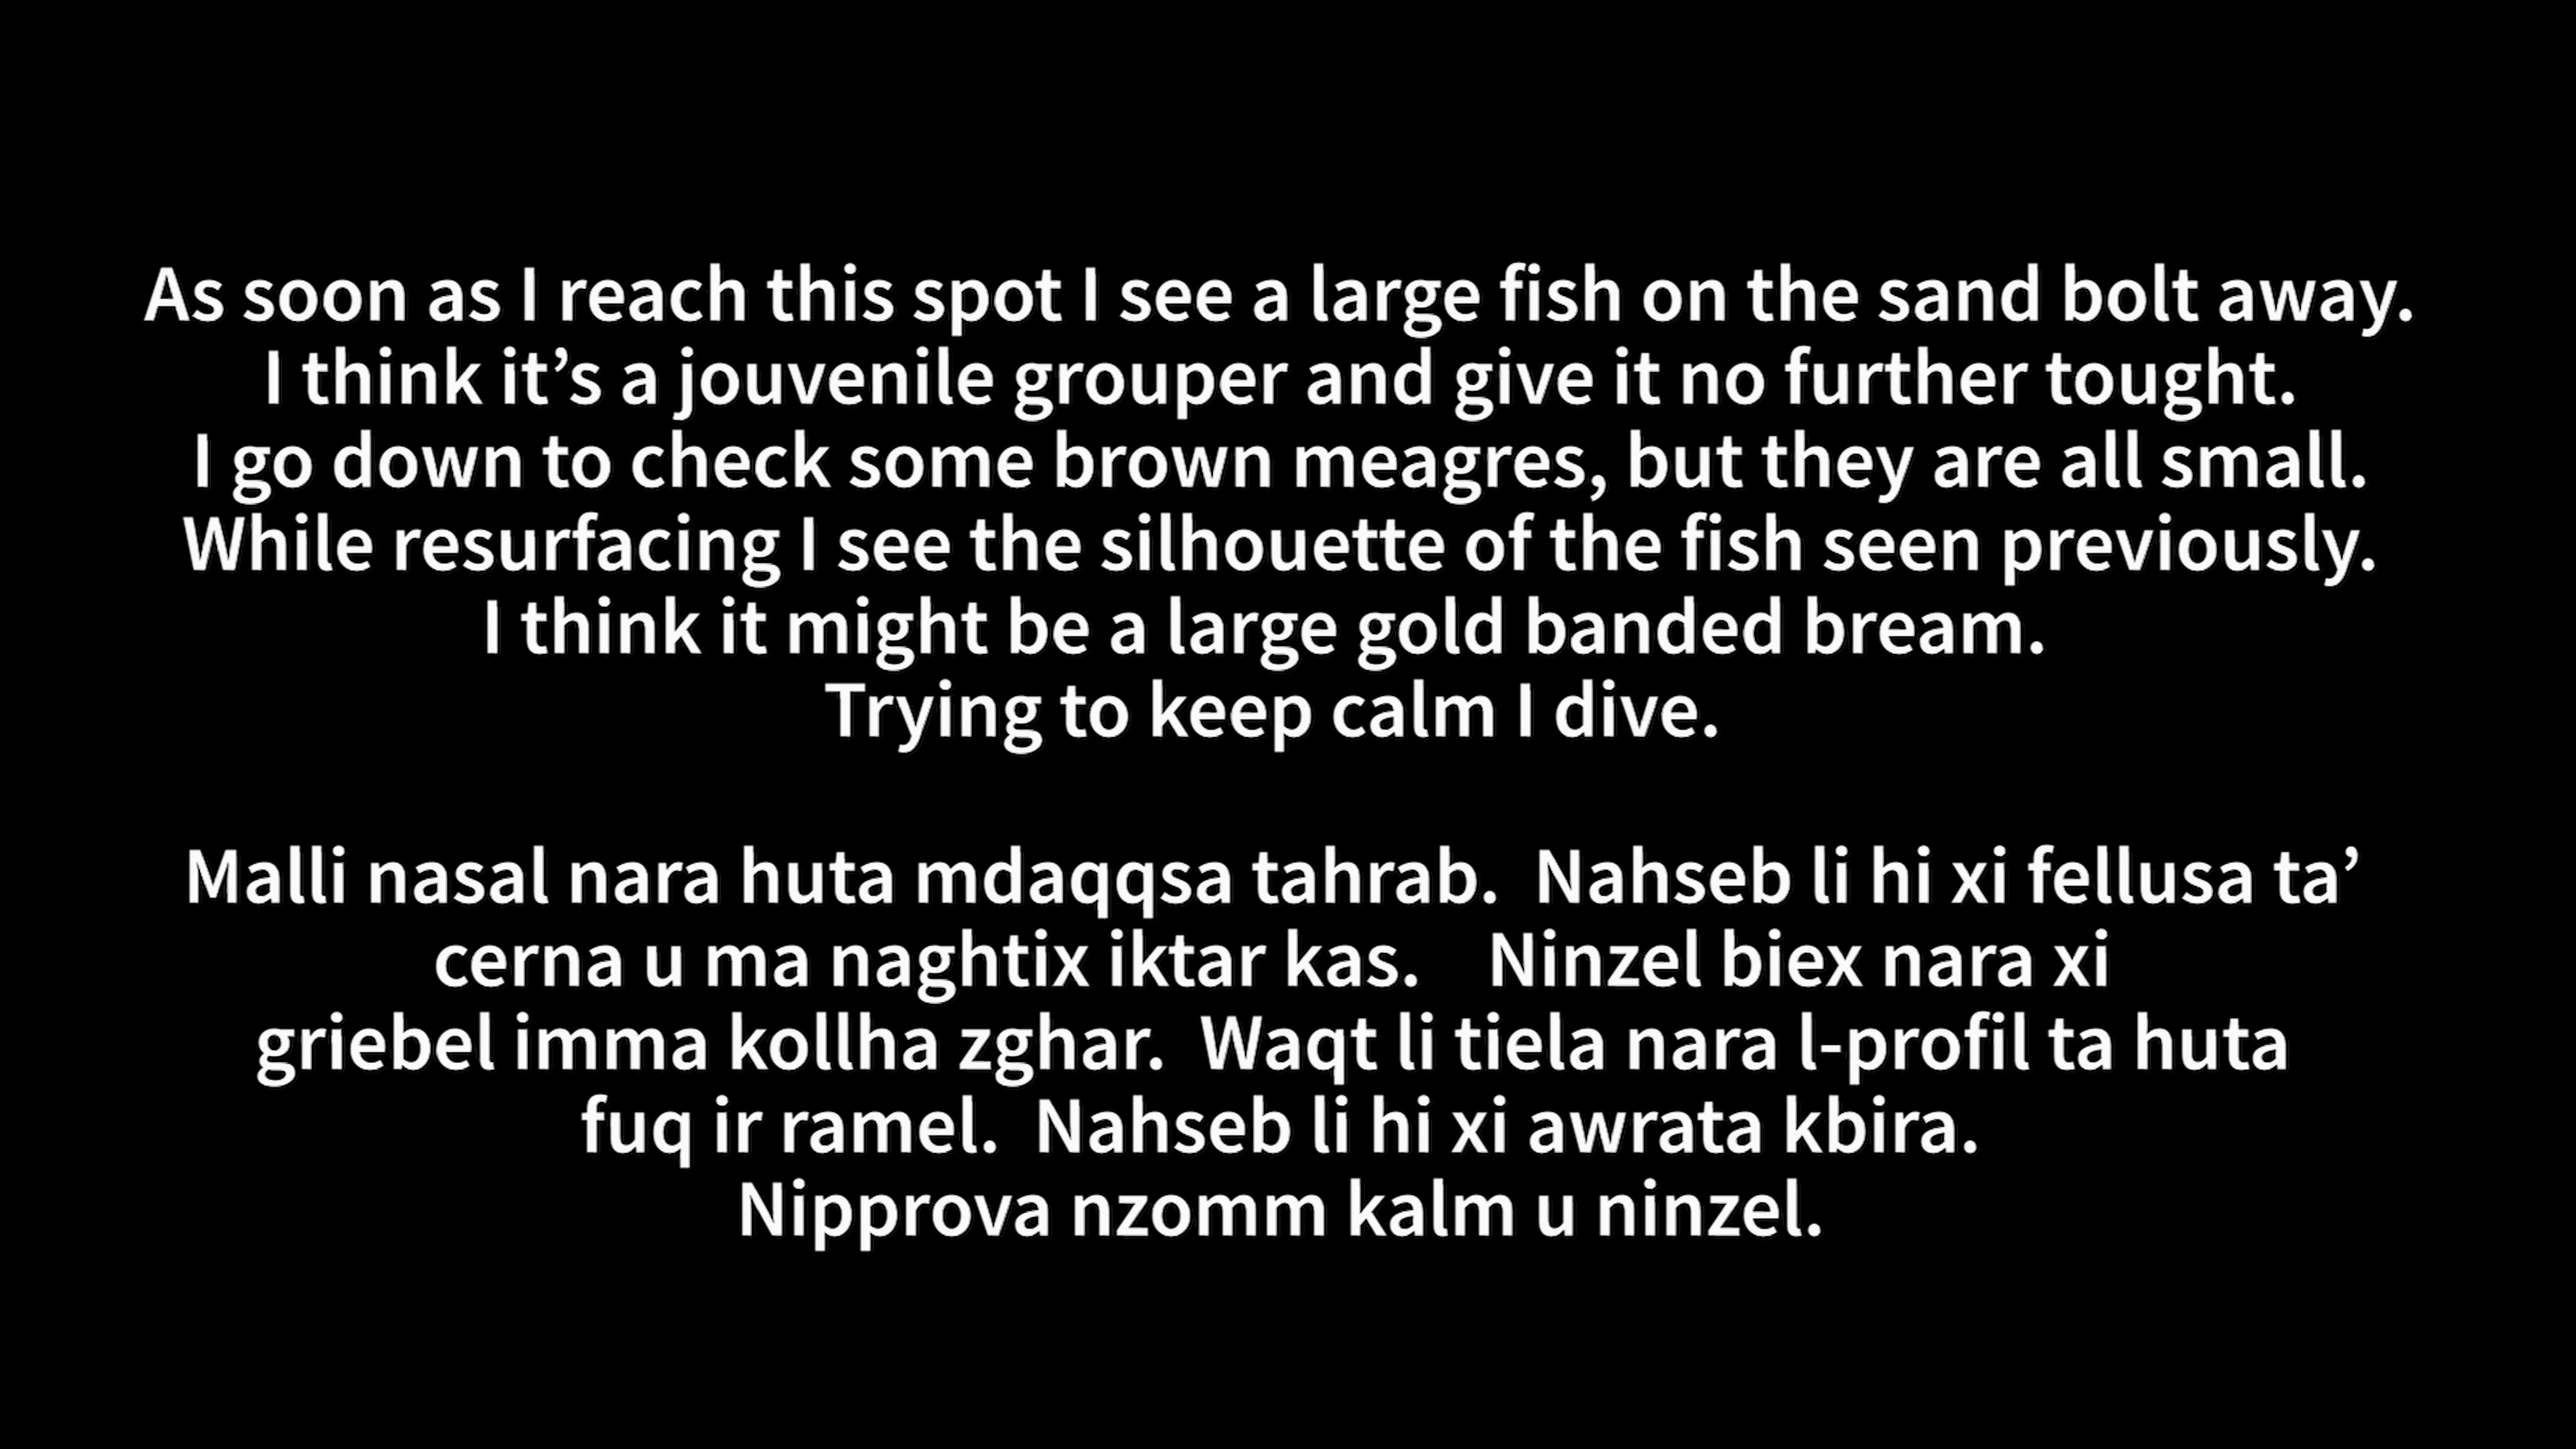 As soon as I reach this spot I see a large fish on the sand bolt away.
I think it’s a jouvenile grouper and give it no further tought.
I go down to check some brown meagres, but they are all small.
While resurfacing I see the silhouette of the fish seen previously.
I think it might be a large gold banded bream.
Trying to keep calm I dive.
Malli nasal nara huta mdaqqsa tahrab.  Nahseb li hi xi fellusa ta’
cerna u ma naghtix iktar kas.    Ninzel biex nara xi
griebel imma kollha zghar.  Waqt li tiela nara l-profil ta huta
fuq ir ramel.  Nahseb li hi xi awrata kbira.
Nipprova nzomm kalm u ninzel.